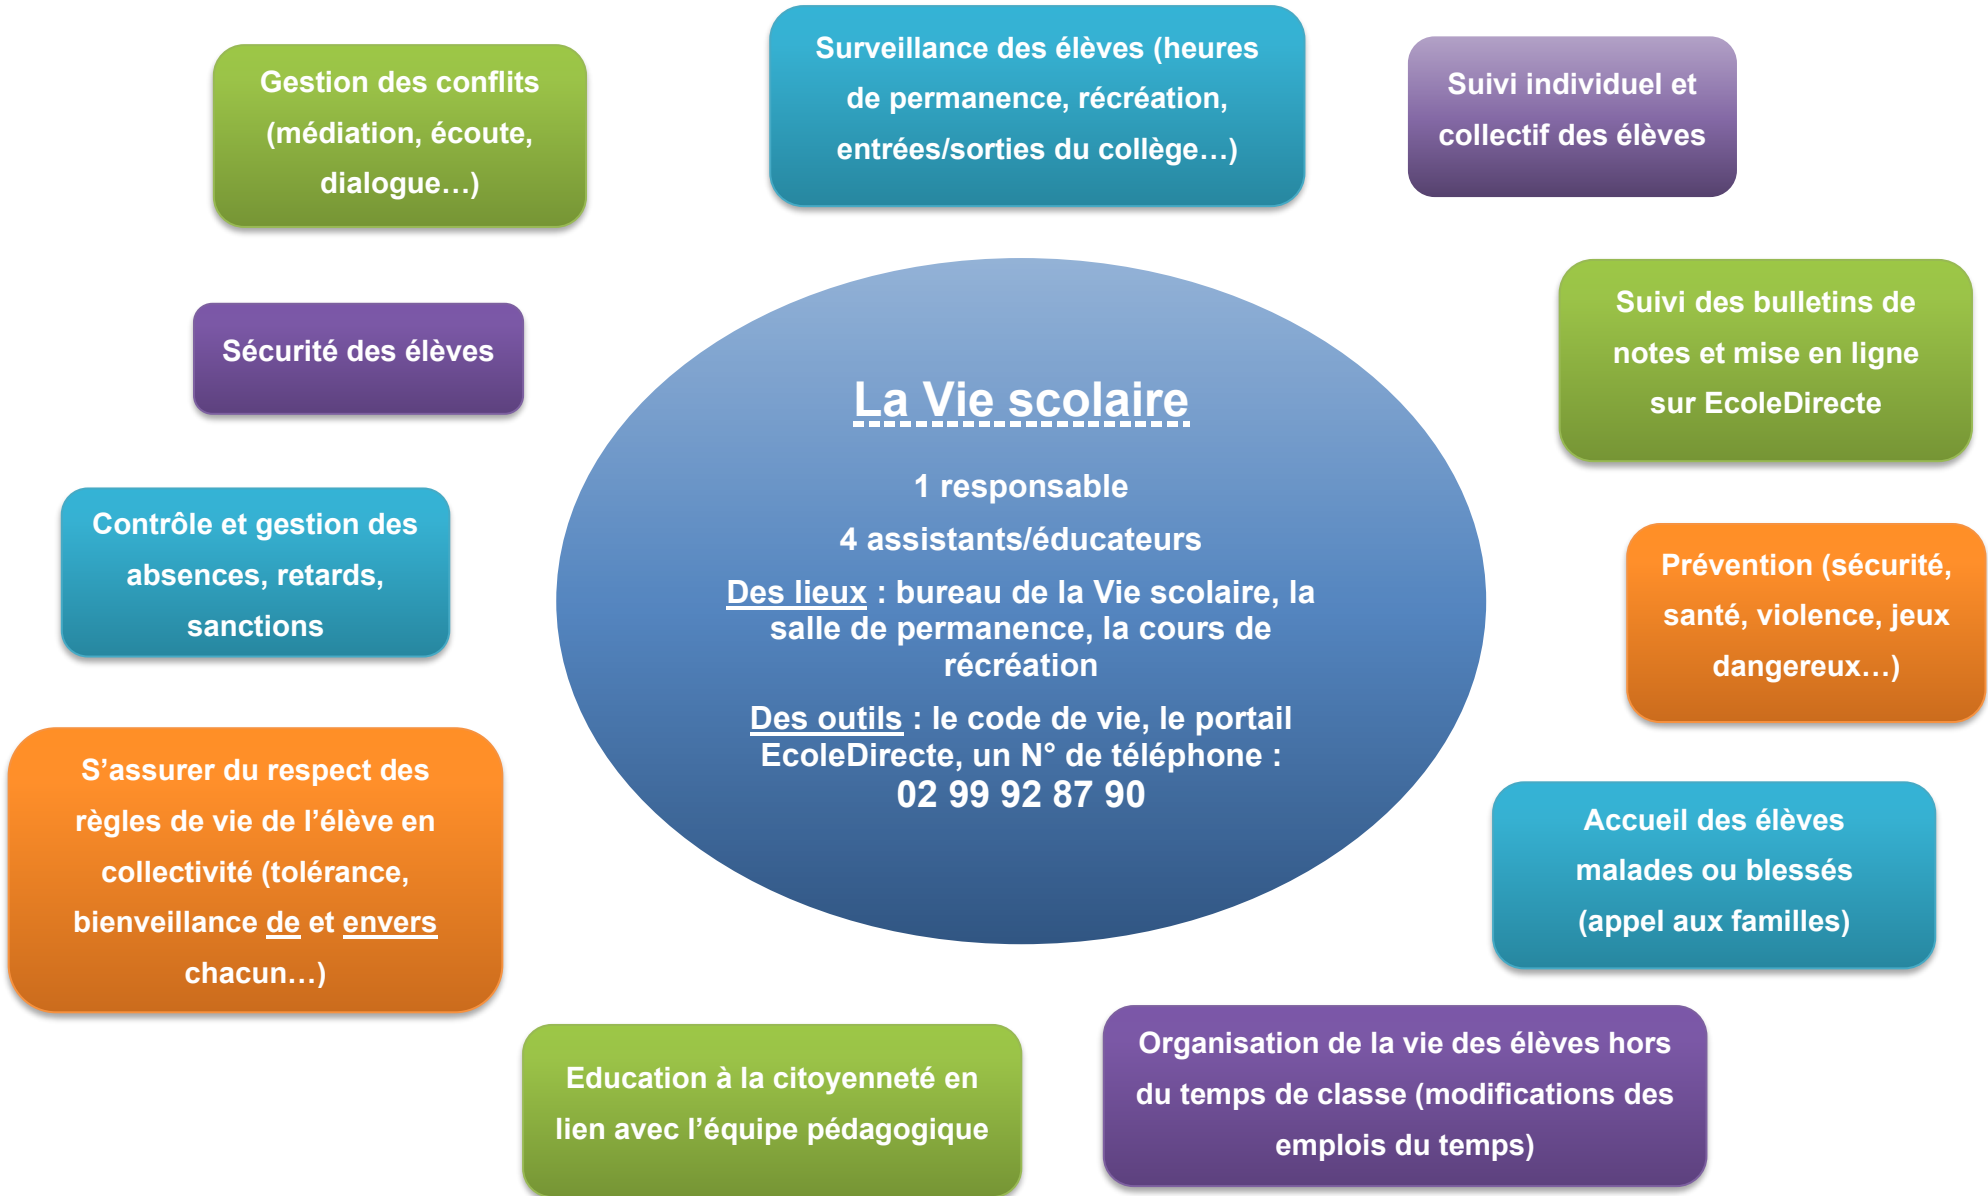 Surveillance des élèves (heures
de permanence, récréation,
entrées/sorties du collège…)
Gestion des conflits
(médiation, écoute,
dialogue…)
Suivi individuel et
collectif des élèves
Sécurité des élèves
Suivi des bulletins de
notes et mise en ligne
sur EcoleDirecte
La Vie scolaire
1 responsable
4 assistants/éducateurs
Des lieux : bureau de la Vie scolaire, la
salle de permanence, la cours de
récréation
Des outils : le code de vie, le portail
EcoleDirecte, un N° de téléphone :
02 99 92 87 90
Contrôle et gestion des
absences, retards,
sanctions
Prévention (sécurité,
santé, violence, jeux
dangereux…)
S’assurer du respect des
règles de vie de l’élève en
collectivité (tolérance,
bienveillance de et envers
chacun…)
Accueil des élèves
malades ou blessés
(appel aux familles)
Education à la citoyenneté en
lien avec l’équipe pédagogique
Organisation de la vie des élèves hors
du temps de classe (modifications des
emplois du temps)